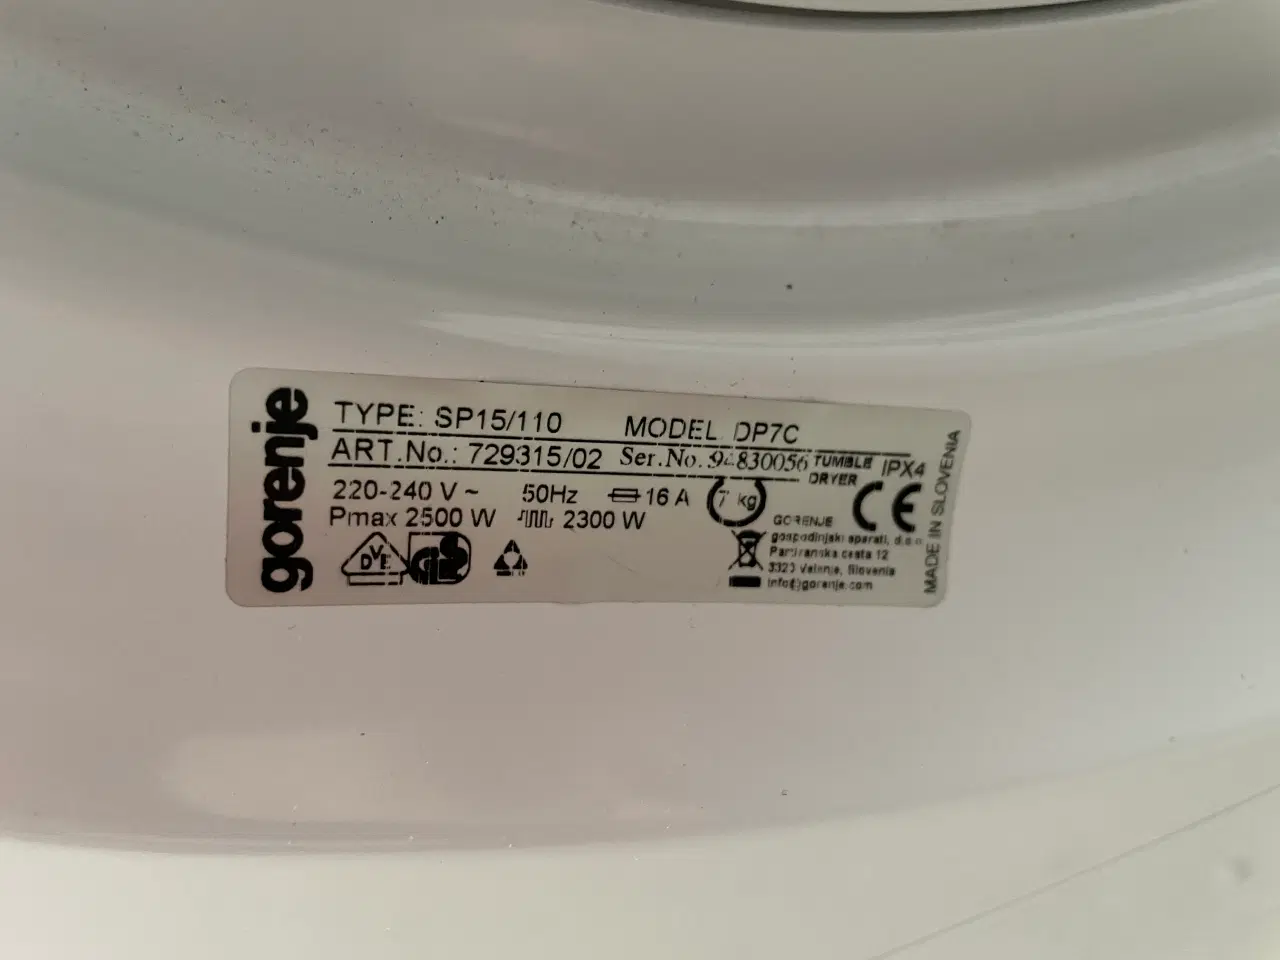 gorenje
TYPE: SP15/110 MODEL DP7C
ART.No.: 729315/02 Ser.No. 94830056 TUMBLE DRYER IPX4
220-240 V ~ 50Hz 16 A 7 kg
Pmax 2500 W 2300 W
DVE GS
CE
GORENJE
gospodinjski aparati, d.o.o
Partizanska cesta 12
3320 Velenje, Slovenia
info@gorenje.com
MADE IN SLOVENIA